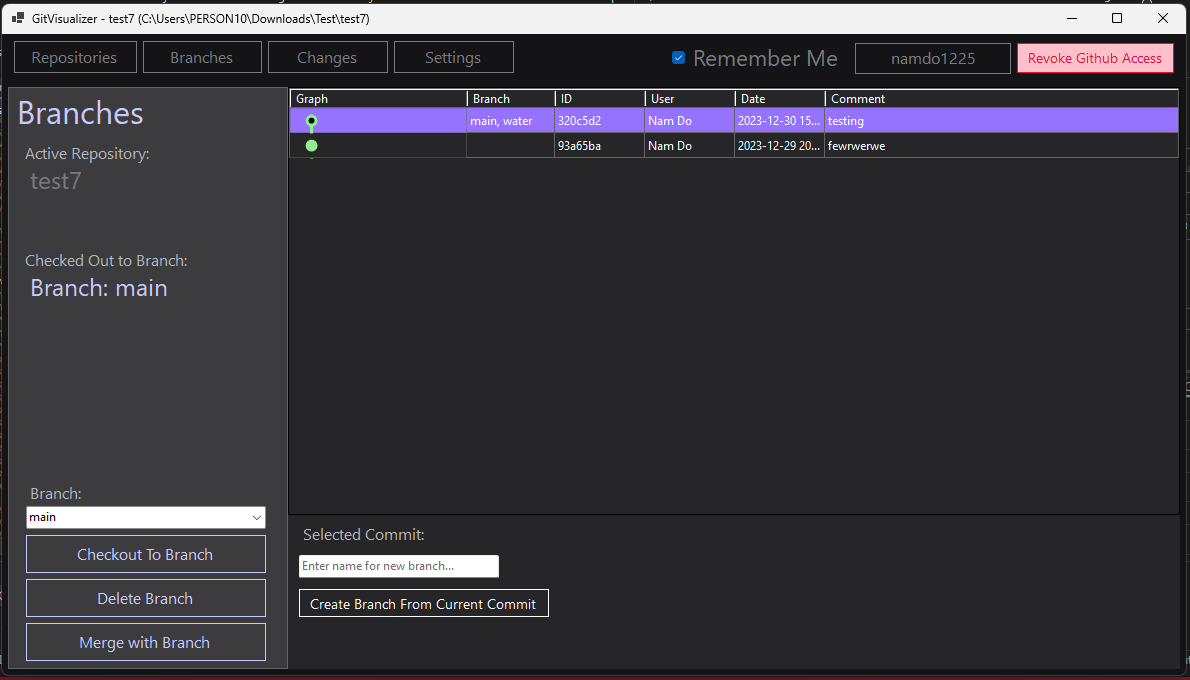 GitVisualizer - test7 (C:\Users\PERSON10\Downloads\Test\test7)
Repositories Branches Changes Settings Remember Me namdo1225 Revoke Github Access
Branches
Active Repository:
test7
Checked Out to Branch:
Branch: main
Branch:
main
Checkout To Branch
Delete Branch
Merge with Branch
Graph Branch ID User Date Comment
main, water 320c5d2 Nam Do 2023-12-30 15... testing
93a65ba Nam Do 2023-12-29 20... fewrwerwe
Selected Commit:
Enter name for new branch...
Create Branch From Current Commit